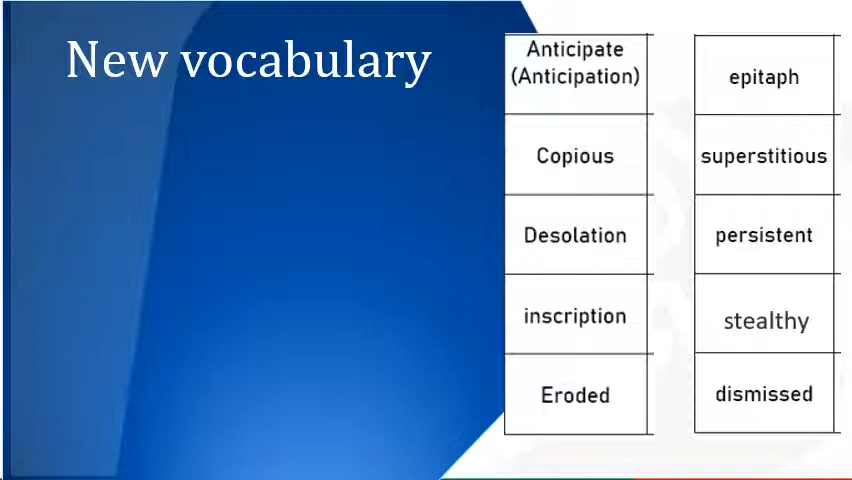 New vocabulary
Anticipate
(Anticipation)
Copious
Desolation
inscription
Eroded
epitaph
superstitious
persistent
stealthy
dismissed